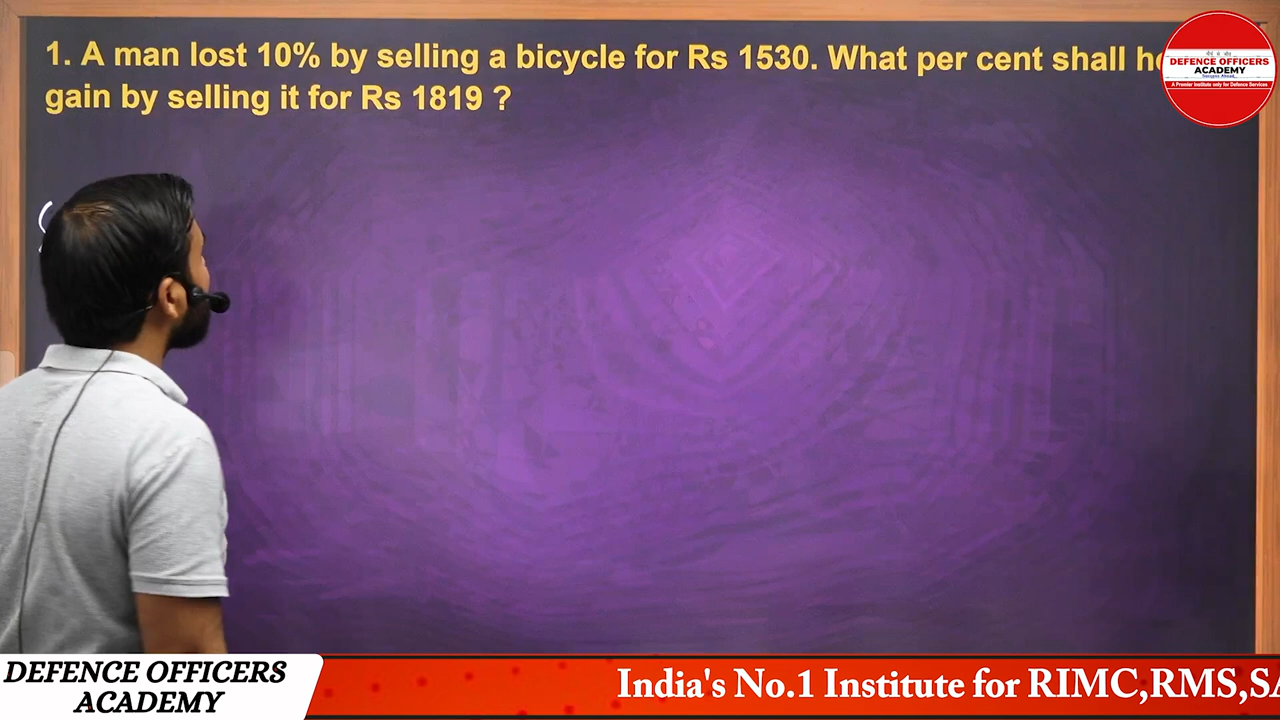 1. A man lost 10% by selling a bicycle for Rs 1530. What per cent shall he
gain by selling it for Rs 1819 ?
DEFENCE OFFICERS
ACADEMY
A Premier Institute only for Defence Services
DEFENCE OFFICERS
ACADEMY
India's No.1 Institute for RIMC,RMS,SA